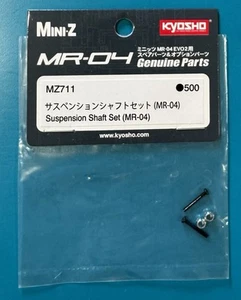 MINI-Z
KYOSHO
MR-04
ミニッツ MR-04 EVO2用
スペアパーツ&オプションパーツ
Genuine Parts
MZ711
●500
サスペンションシャフトセット(MR-04)
Suspension Shaft Set (MR-04)
www.kyosho.com